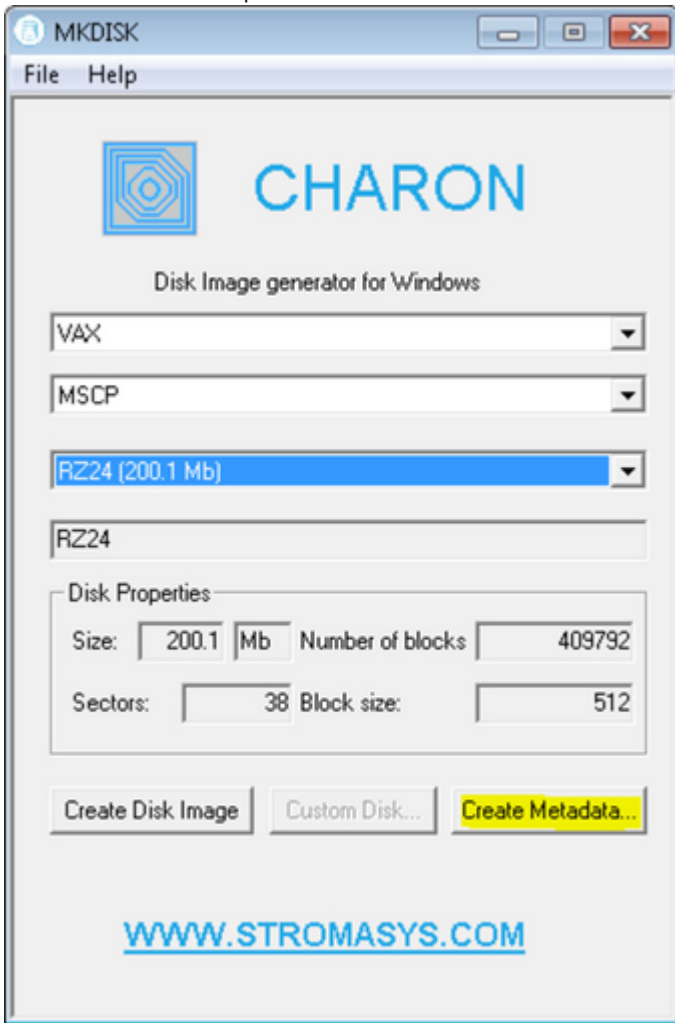 MKDISK
File Help
CHARON
Disk Image generator for Windows
VAX
MSCP
RZ24 (200.1 Mb)
RZ24
Disk Properties
Size: 200.1 Mb Number of blocks 409792
Sectors: 38 Block size: 512
Create Disk Image Custom Disk... Create Metadata...
WWW.STROMASYS.COM